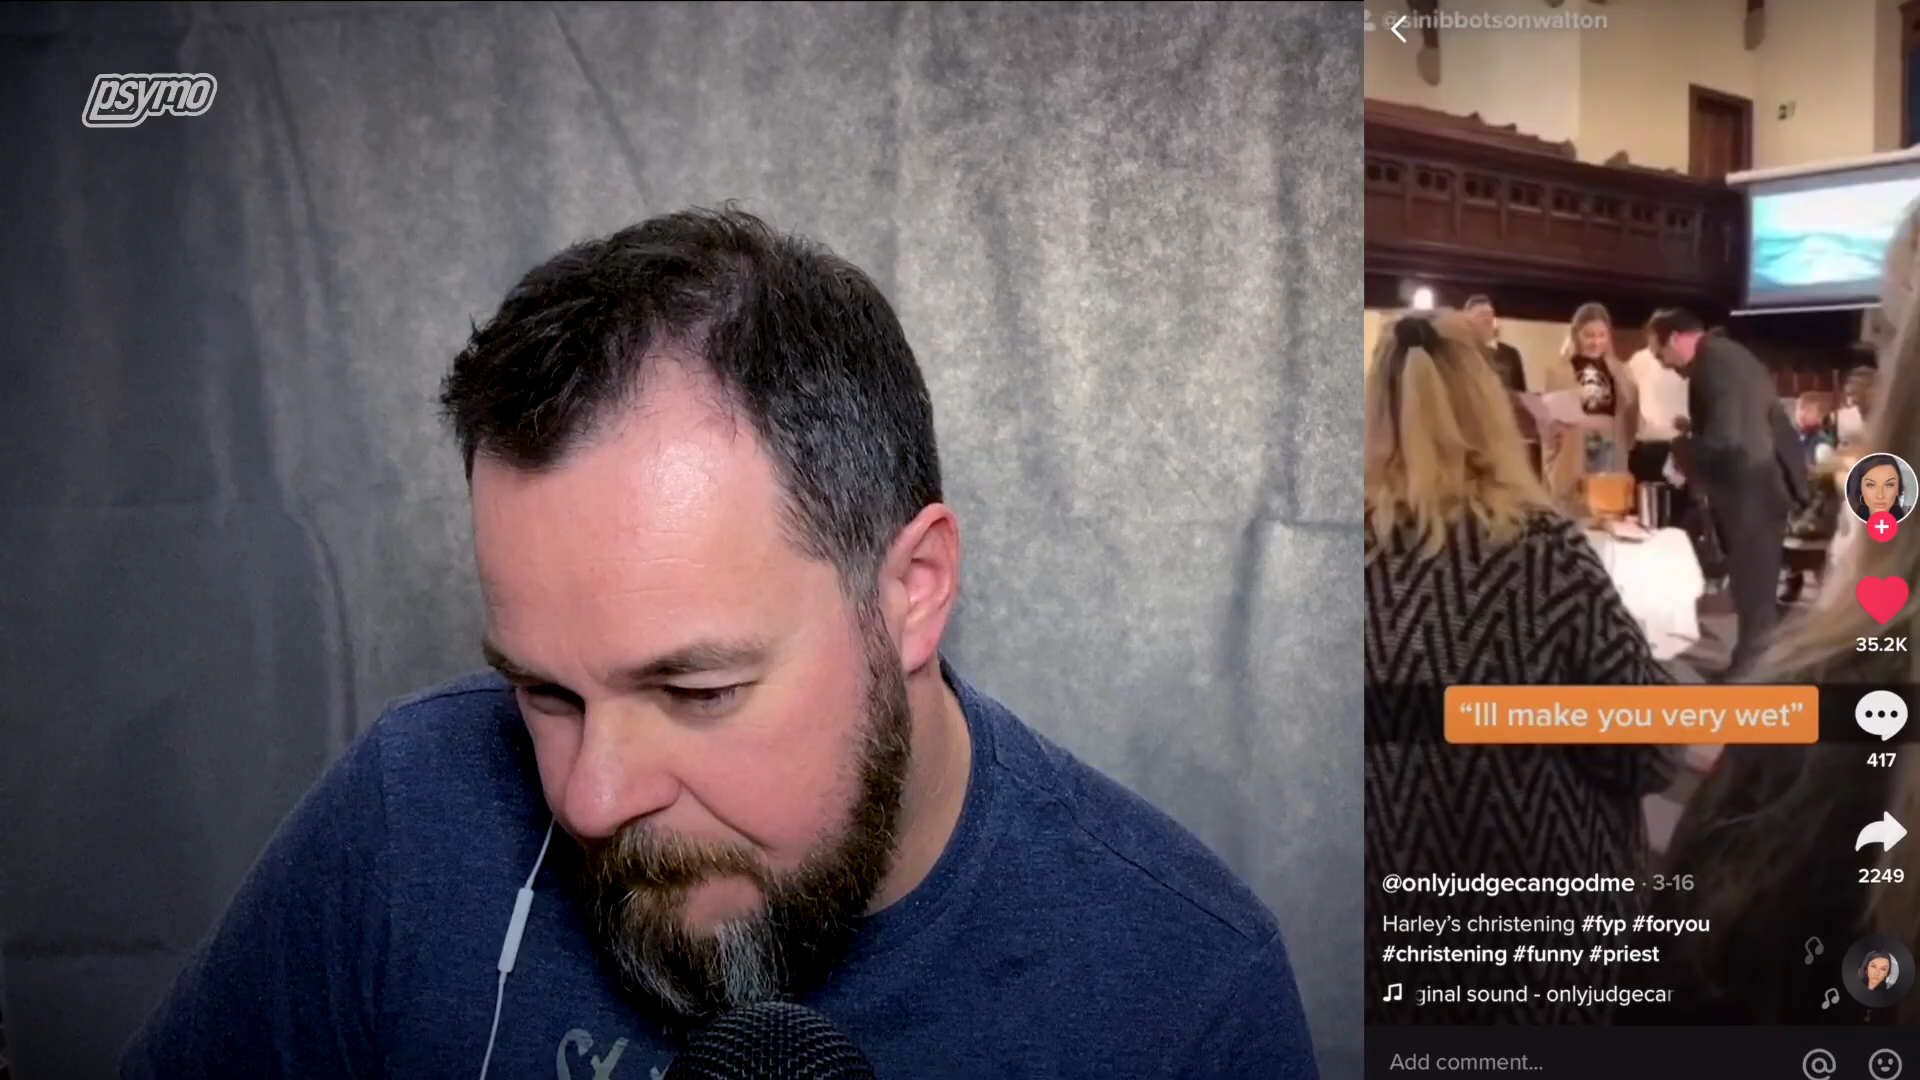 psymo
@sinibbotsonwalton
“Ill make you very wet”
35.2K
417
2249
@onlyjudgecangodme · 3-16
Harley’s christening #fyp #foryou
#christening #funny #priest
ginal sound - onlyjudgecar
Add comment...